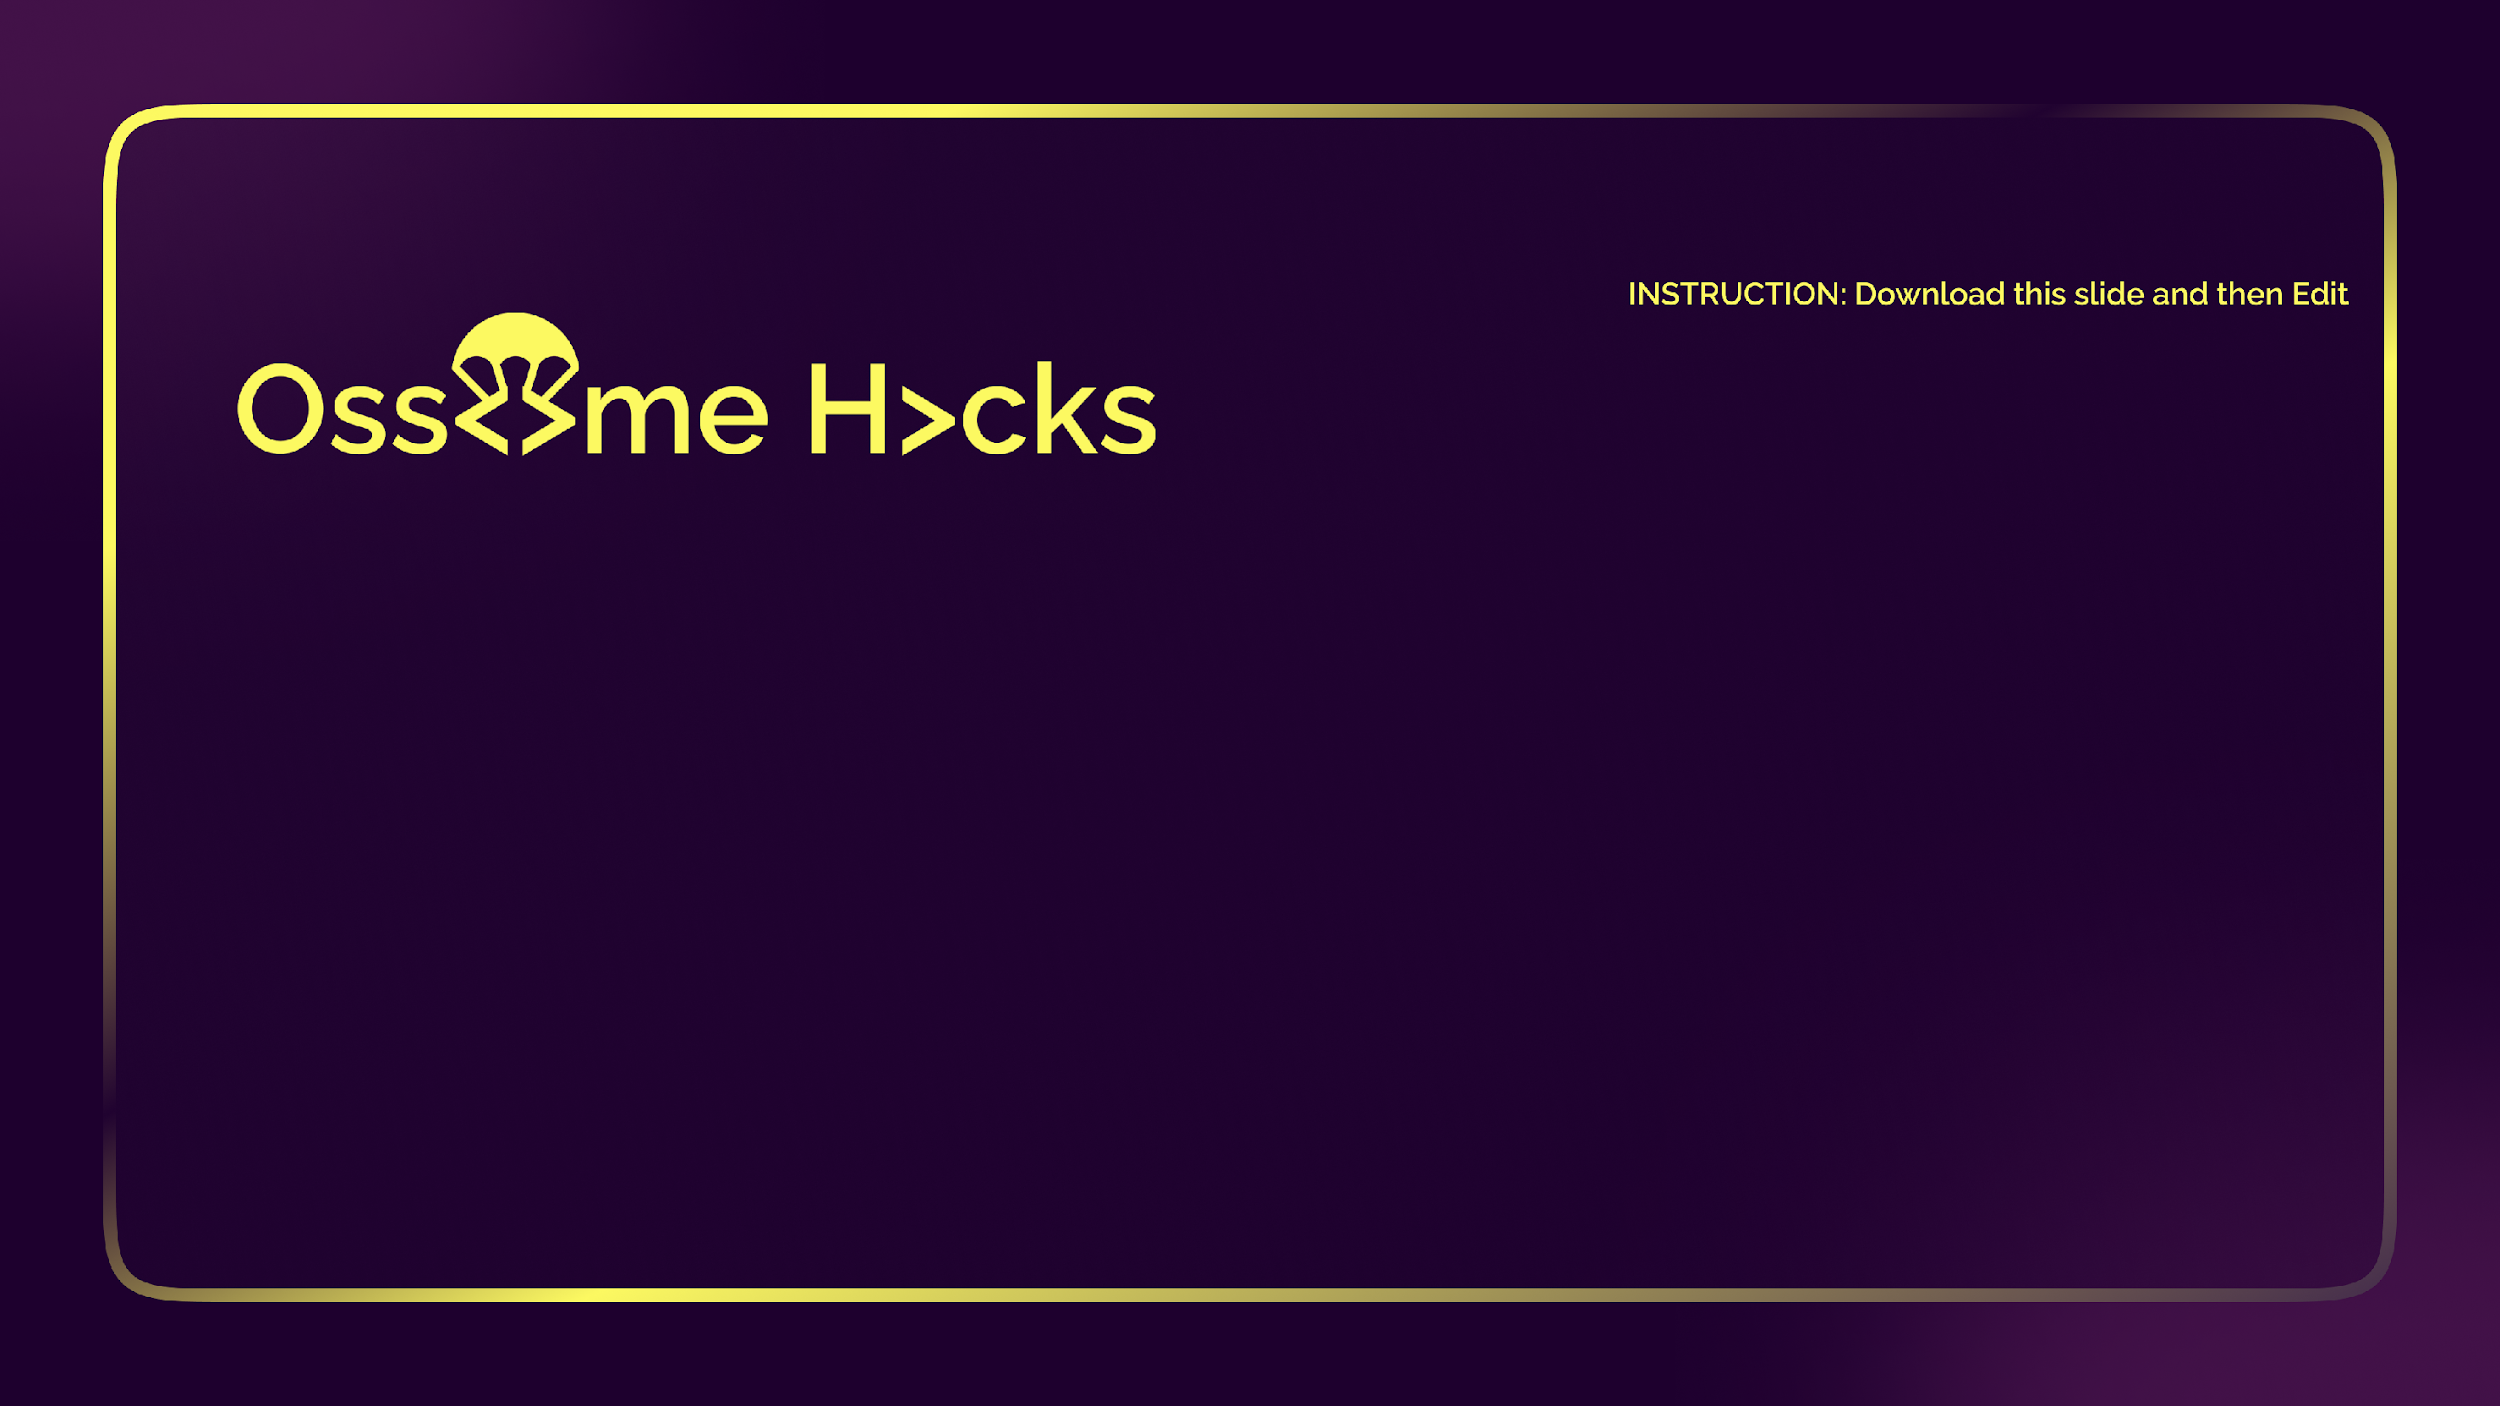 Oss<>me H>cks
INSTRUCTION: Download this slide and then Edit